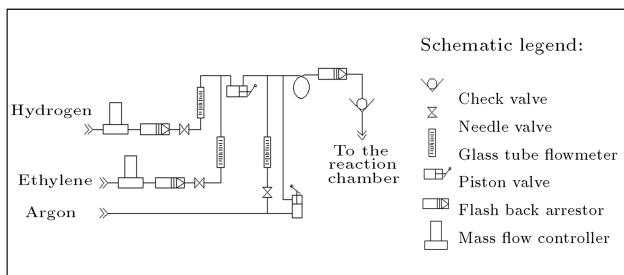 Hydrogen
Ethylene
Argon
To the
reaction
chamber
Schematic legend:
Check valve
Needle valve
Glass tube flowmeter
Piston valve
Flash back arrestor
Mass flow controller